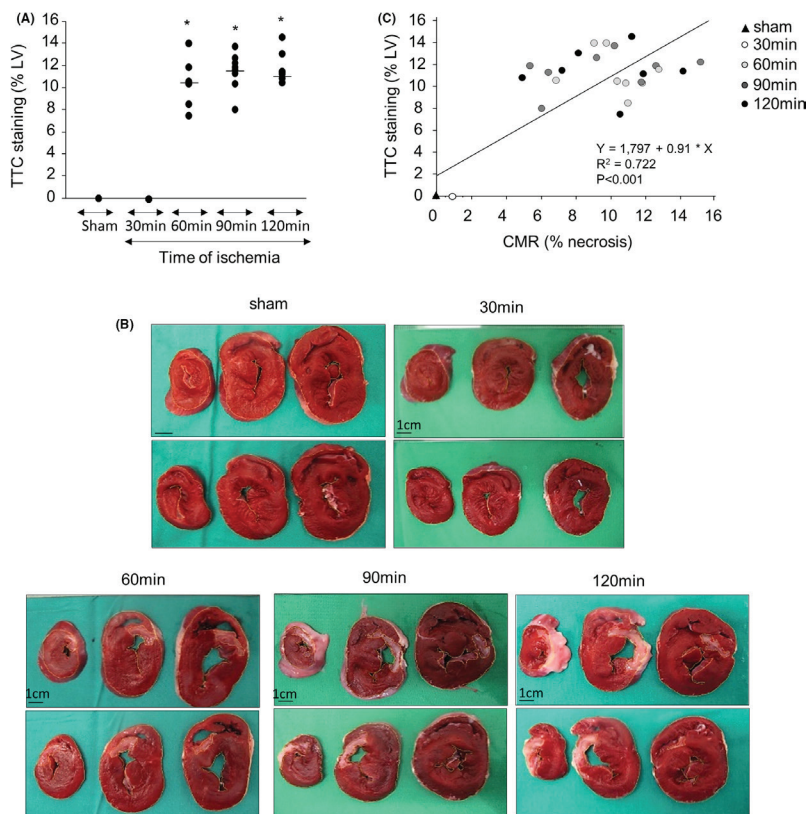 (A)
TTC staining (% LV)
16
14
12
10
8
6
4
2
0
* * *
Sham 30min 60min 90min 120min
Time of ischemia
(C)
TTC staining (% LV)
16
14
12
10
8
6
4
2
0
0 2 4 6 8 10 12 14 16
CMR (% necrosis)
Y = 1,797 + 0.91 * X
R² = 0.722
P<0.001
sham
30min
60min
90min
120min
(B)
sham
30min
1cm
60min
90min
120min
1cm
1cm
1cm